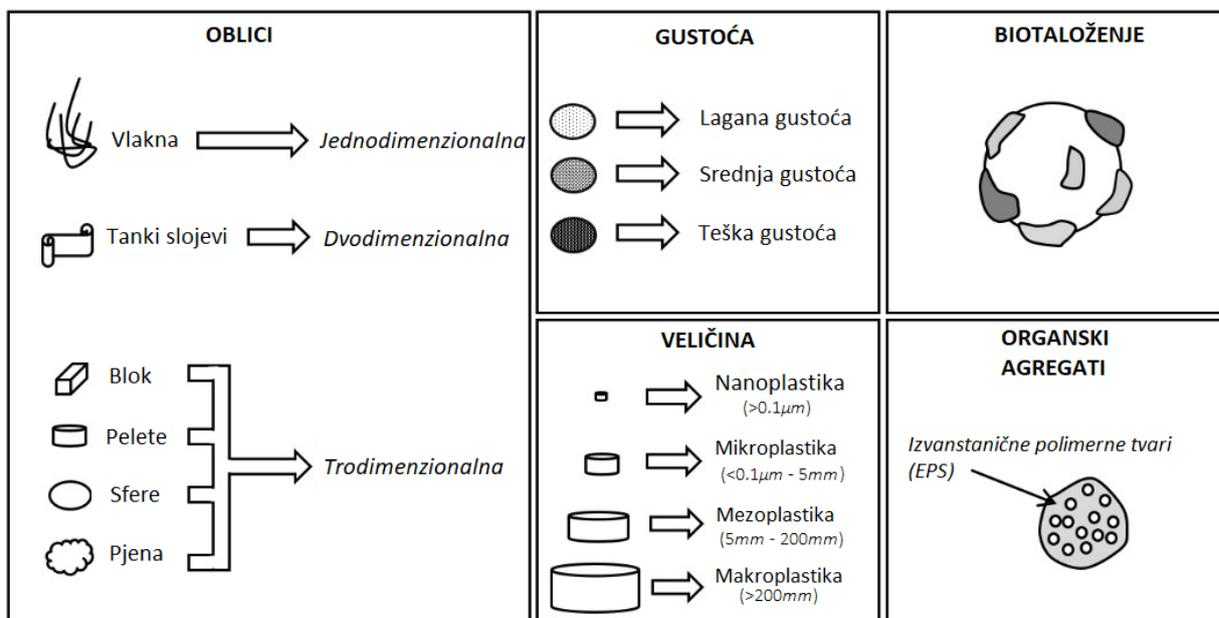 OBLICI
Vlakna
Jednodimenzionalna
Tanki slojevi
Dvodimenzionalna
Blok
Pelete
Sfere
Pjena
Trodimenzionalna
GUSTOĆA
Lagana gustoća
Srednja gustoća
Teška gustoća
BIOTALOŽENJE
VELIČINA
Nanoplastika
(>0.1μm)
Mikroplastika
(<0.1μm - 5mm)
Mezoplastika
(5mm - 200mm)
Makroplastika
(>200mm)
ORGANSKI
AGREGATI
Izvanstanične polimerne tvari
(EPS)